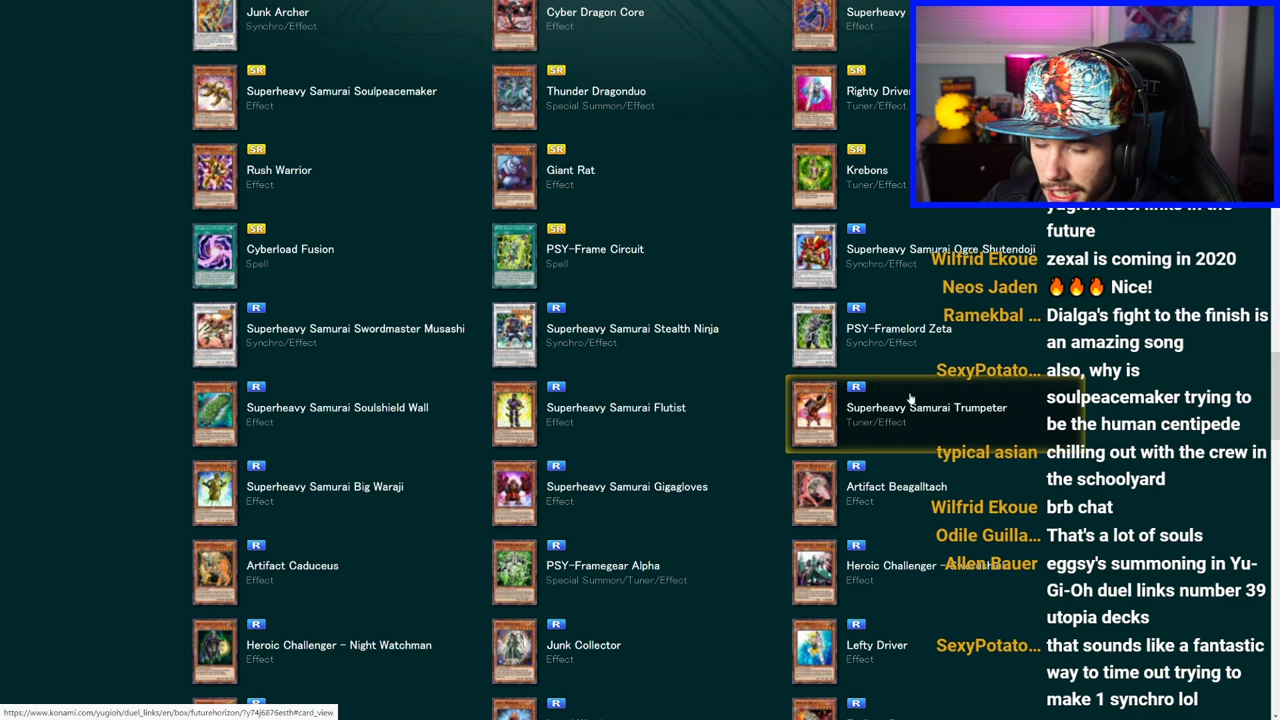 Junk Archer
Synchro/Effect
Cyber Dragon Core
Effect
Superheavy
Effect
SR
Superheavy Samurai Soulpeacemaker
Effect
SR
Thunder Dragonduo
Special Summon/Effect
SR
Righty Driver
Tuner/Effect
SR
Rush Warrior
Effect
SR
Giant Rat
Effect
SR
Krebons
Tuner/Effect
SR
Cyberload Fusion
Spell
SR
PSY-Frame Circuit
Spell
R
Superheavy Samurai Ogre Shutendoji
Synchro/Effect
R
Superheavy Samurai Swordmaster Musashi
Synchro/Effect
R
Superheavy Samurai Stealth Ninja
Synchro/Effect
R
PSY-Framelord Zeta
Synchro/Effect
R
Superheavy Samurai Soulshield Wall
Effect
R
Superheavy Samurai Flutist
Effect
R
Superheavy Samurai Trumpeter
Tuner/Effect
R
Superheavy Samurai Big Waraji
Effect
R
Superheavy Samurai Gigagloves
Effect
R
Artifact Beagalltach
Effect
R
Artifact Caduceus
Effect
R
PSY-Framegear Alpha
Special Summon/Tuner/Effect
R
Heroic Challenger -
Effect
R
Heroic Challenger - Night Watchman
Effect
R
Junk Collector
Effect
R
Lefty Driver
Effect
yugioh duel links in the
future
Wilfrid Ekoue zexal is coming in 2020
Neos Jaden 🔥🔥🔥 Nice!
Ramekbal ... Dialga's fight to the finish is
an amazing song
SexyPotato... also, why is
soulpeacemaker trying to
be the human centipede
typical asian chilling out with the crew in
the schoolyard
Wilfrid Ekoue brb chat
Odile Guilla... That's a lot of souls
Allen Bauer eggsy's summoning in Yu-
Gi-Oh duel links number 39
utopia decks
SexyPotato... that sounds like a fantastic
way to timeout trying to
make 1 synchro lol
https://www.konami.com/yugioh/duel_links/en/box/futurehorizon/?y74j6876esth#card_view